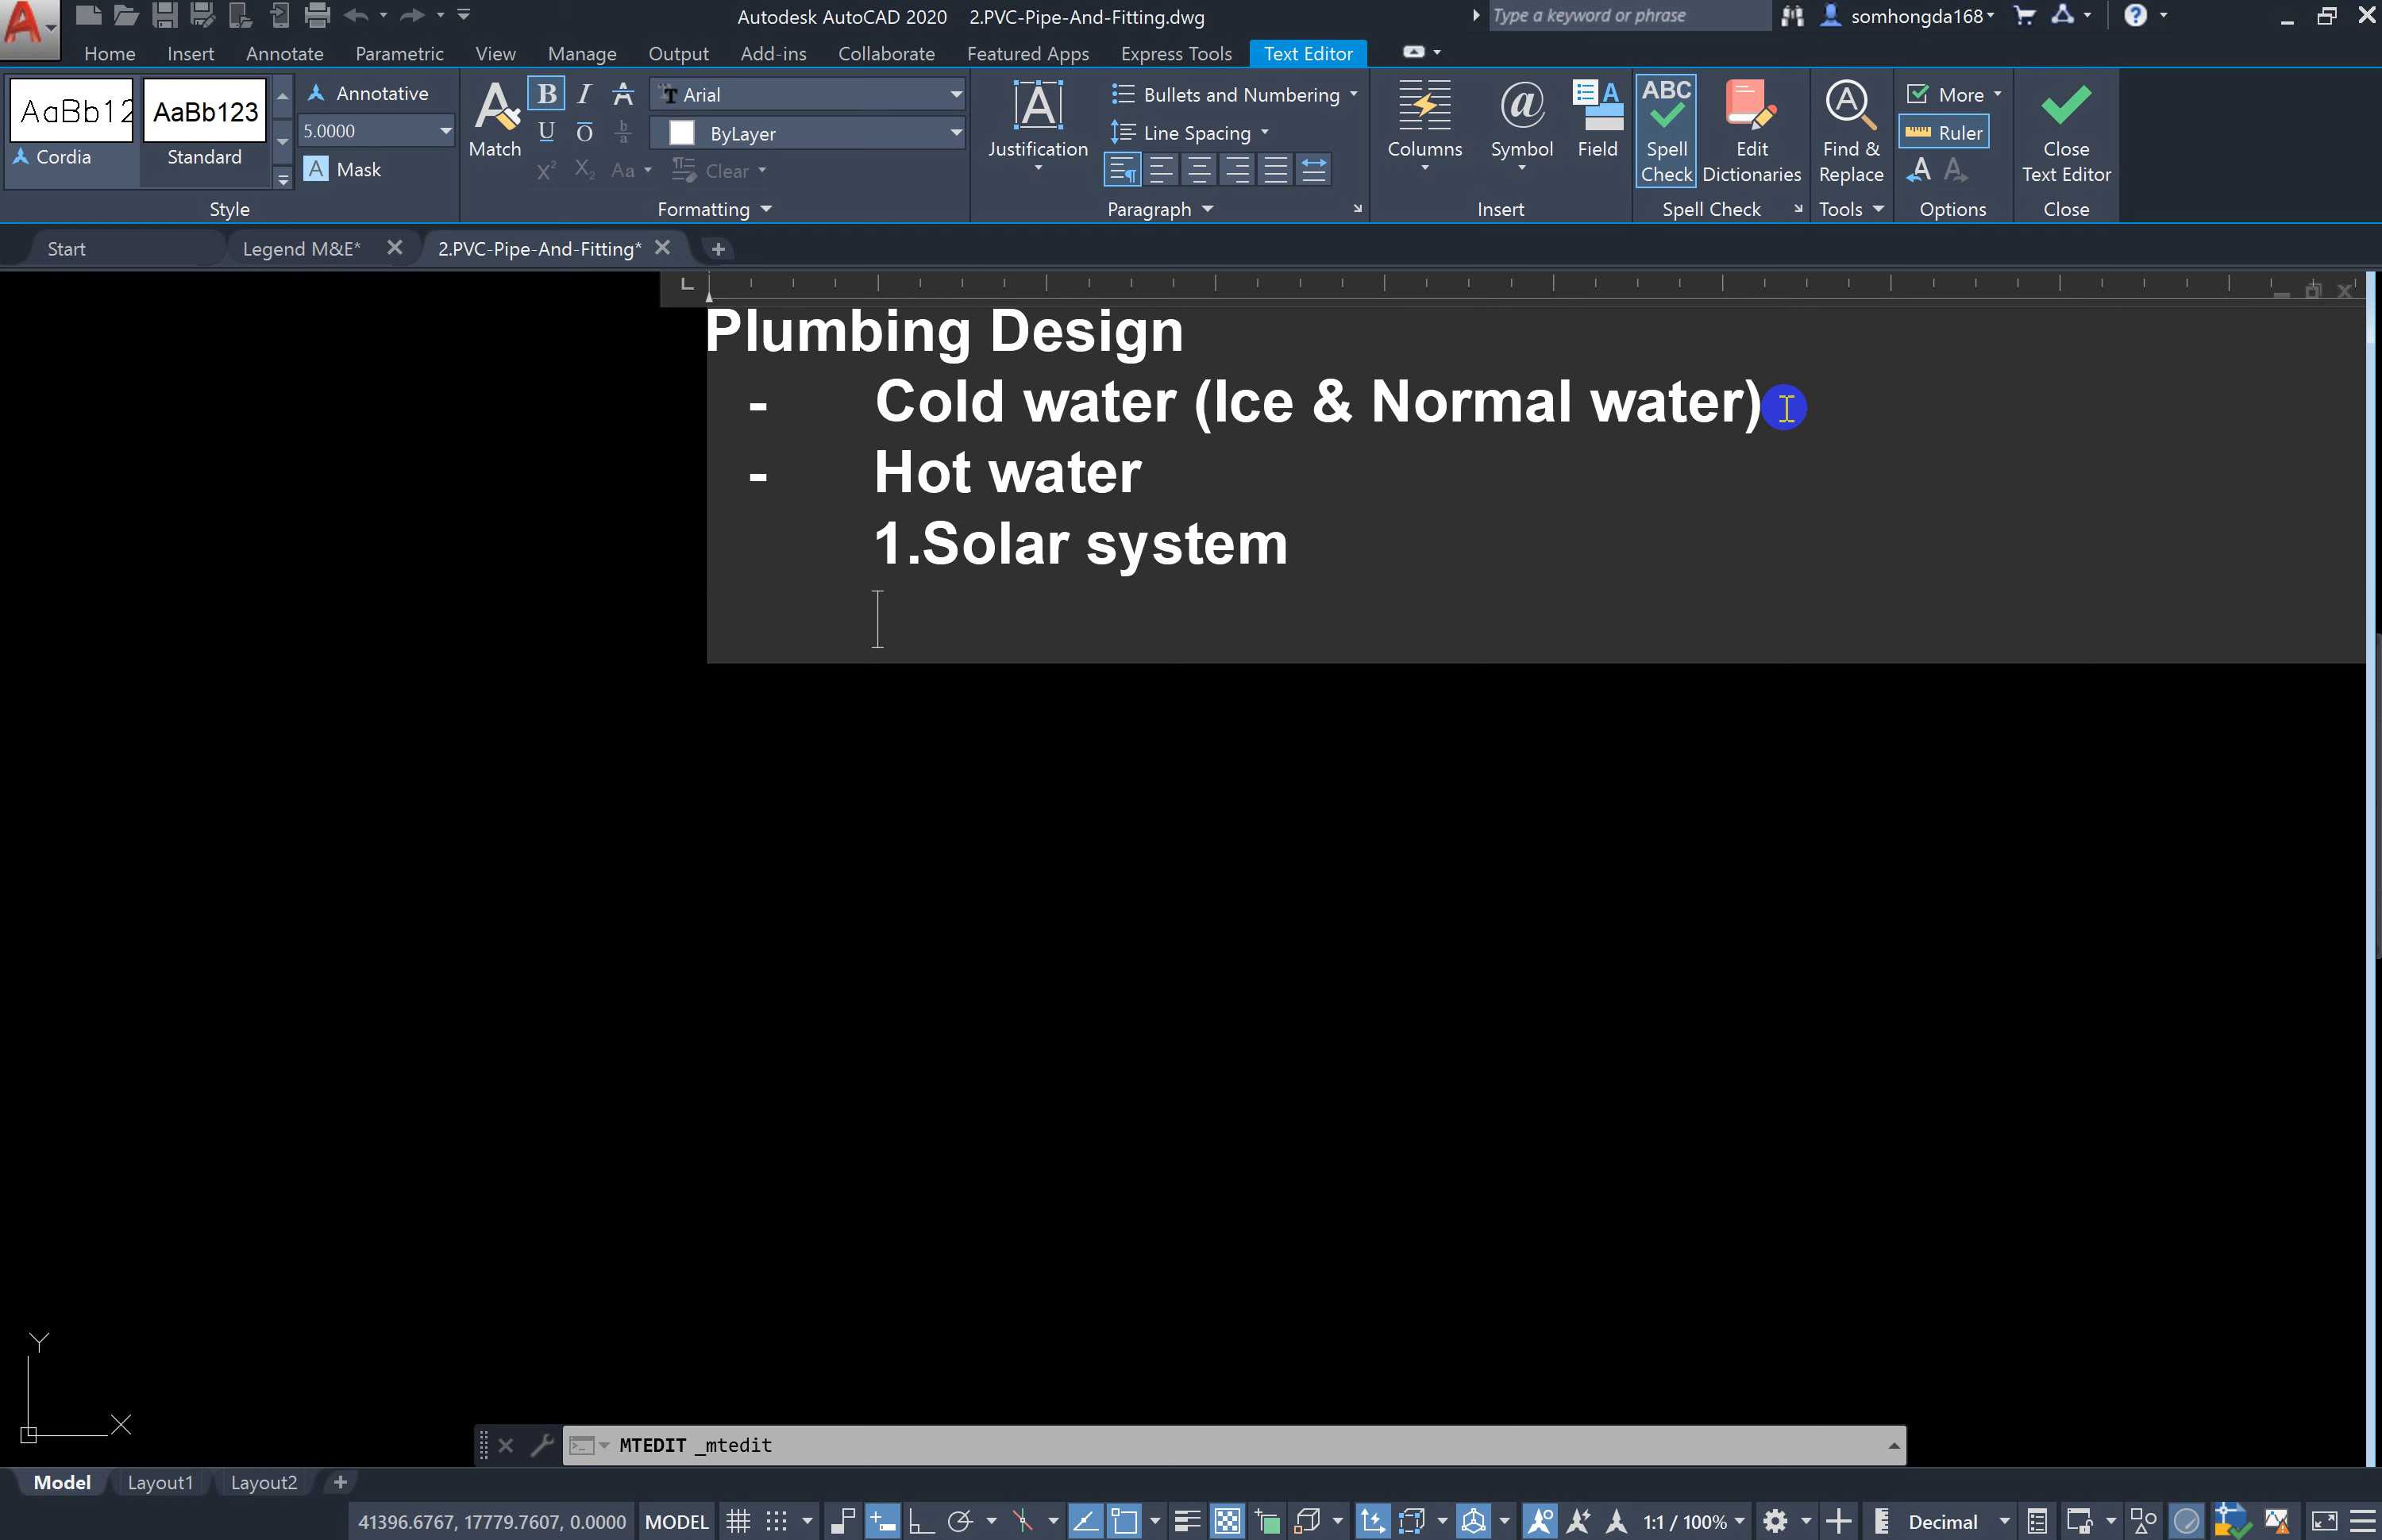 Autodesk AutoCAD 2020 2.PVC-Pipe-And-Fitting.dwg
Type a keyword or phrase
somhongda168
Home Insert Annotate Parametric View Manage Output Add-ins Collaborate Featured Apps Express Tools Text Editor
AaBb12 AaBb123 Annotative
Cordia Standard 5.0000
A Mask
Style
Match
B I A Arial
U O b/a ByLayer
X² X₂ Aa Clear
Formatting
Justification
Bullets and Numbering
Line Spacing
Paragraph
Columns Symbol Field
Insert
ABC
Spell Check Edit Dictionaries
Spell Check
Find & Replace
Tools
More
Ruler
Options
Close Text Editor
Close
Start Legend M&E* 2.PVC-Pipe-And-Fitting*
Plumbing Design
- Cold water (Ice & Normal water)
- Hot water
1.Solar system
Y
X
MTEDIT _mtedit
Model Layout1 Layout2
41396.6767, 17779.7607, 0.0000 MODEL 1:1 / 100% Decimal